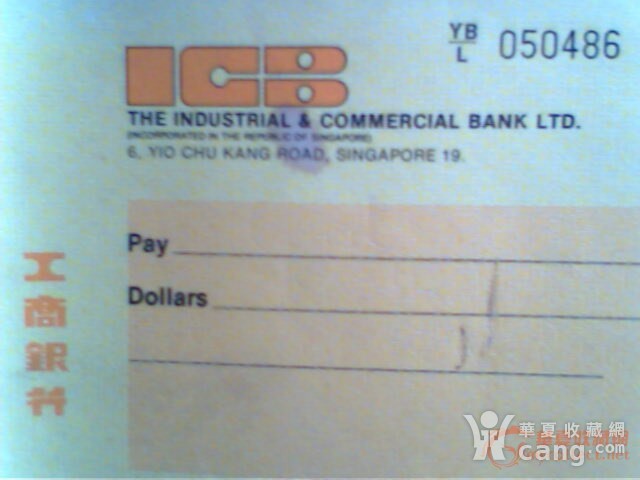 YB
L 050486
ICB
THE INDUSTRIAL & COMMERCIAL BANK LTD.
(INCORPORATED IN THE REPUBLIC OF SINGAPORE)
6, YIO CHU KANG ROAD, SINGAPORE 19.
Pay
Dollars
工商銀行
華夏收藏網
cang.com